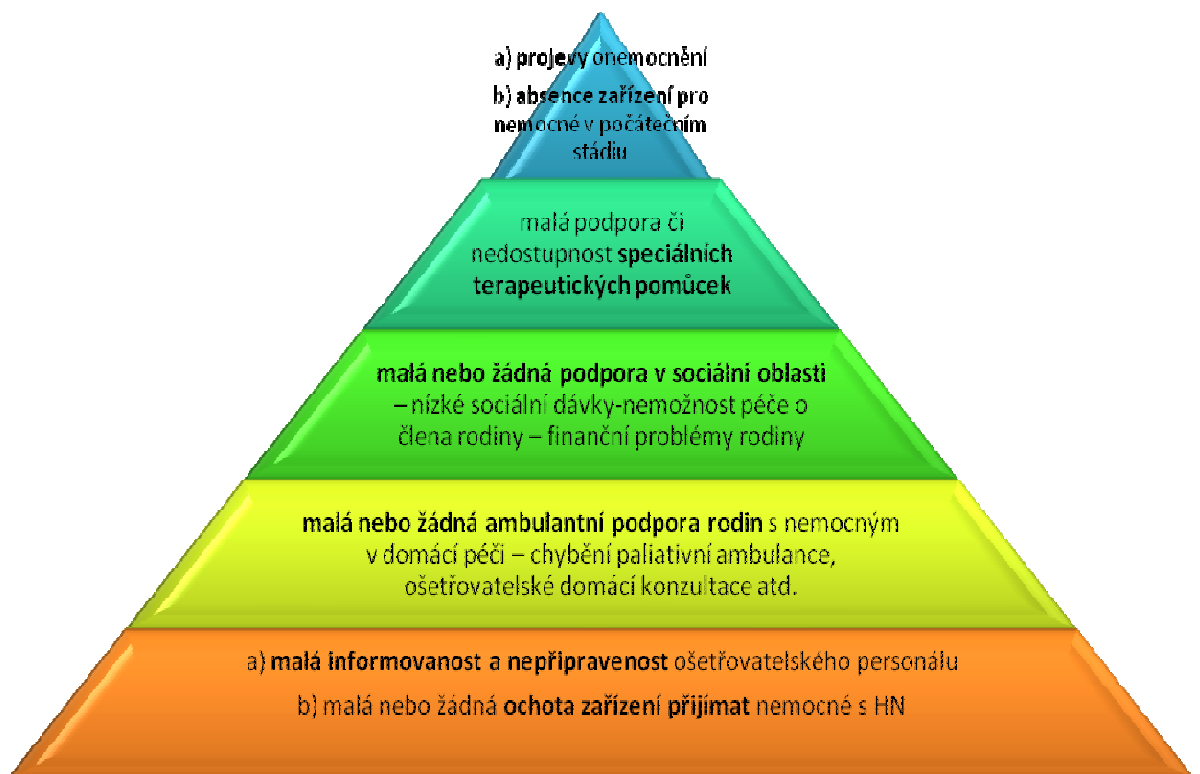 a) projevy onemocnění
b) absence zařízení pro
nemocné v počátečním
stádiu
malá podpora či
nedostupnost speciálních
terapeutických pomůcek
malá nebo žádná podpora v sociální oblasti
– nízké sociální dávky-nemožnost péče o
člena rodiny – finanční problémy rodiny
malá nebo žádná ambulantní podpora rodin s nemocným
v domácí péči – chybění paliativní ambulance,
ošetřovatelské domácí konzultace atd.
a) malá informovanost a nepřipravenost ošetřovatelského personálu
b) malá nebo žádná ochota zařízení přijímat nemocné s HN